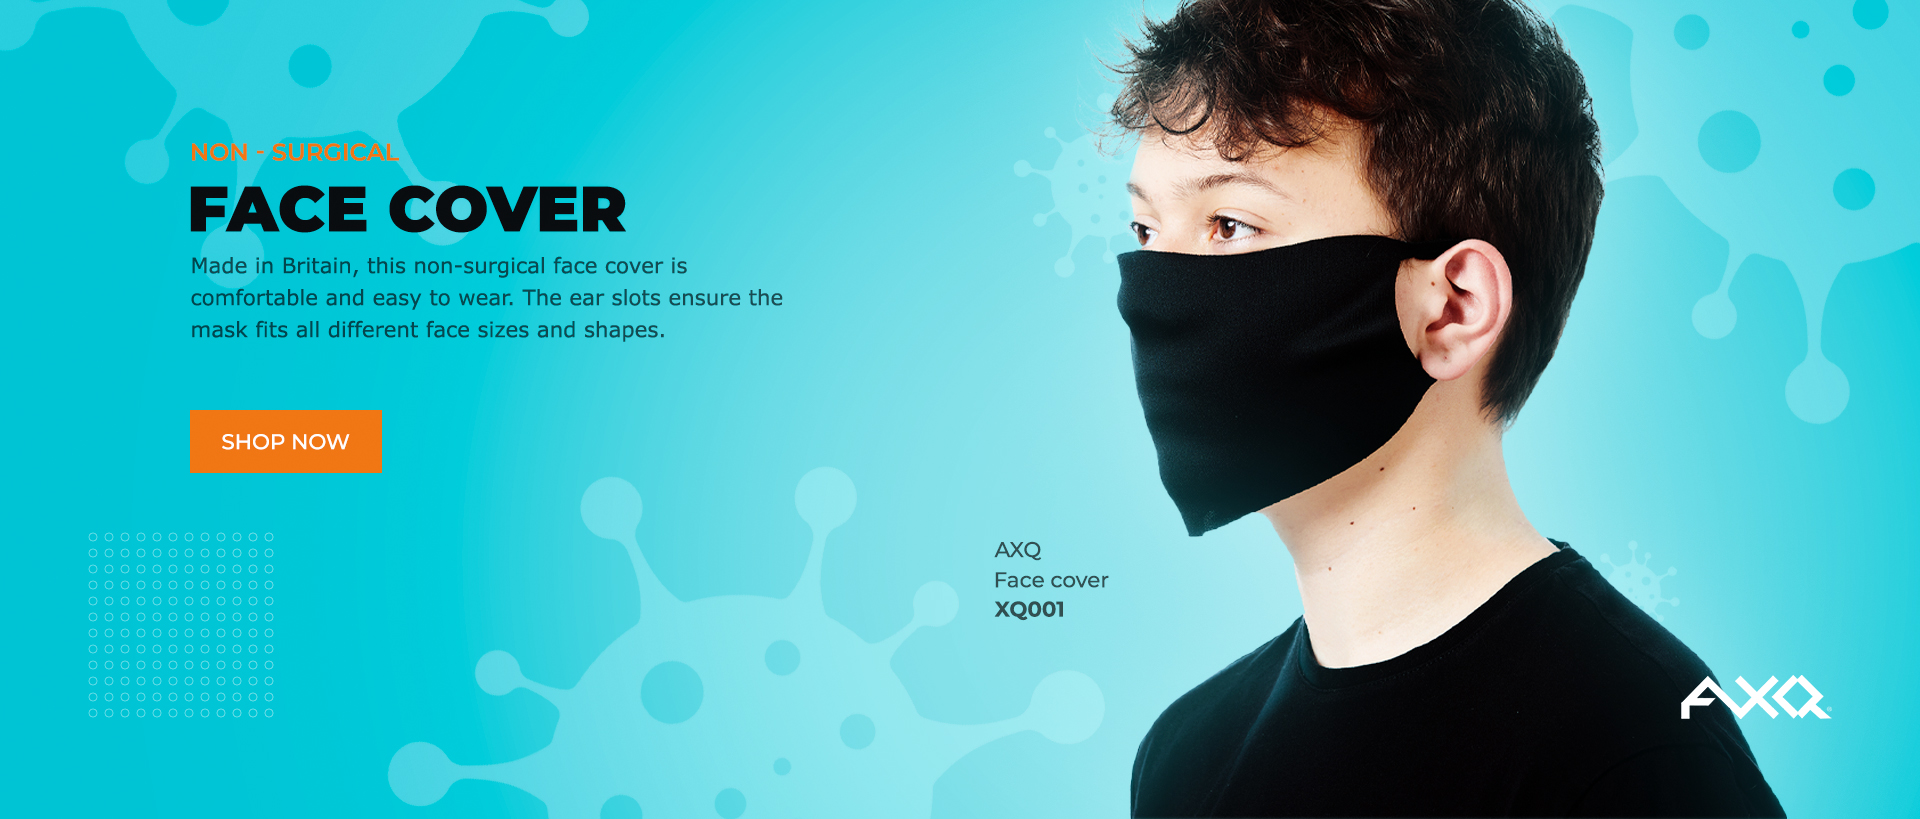 NON - SURGICAL
FACE COVER
Made in Britain, this non-surgical face cover is
comfortable and easy to wear. The ear slots ensure the
mask fits all different face sizes and shapes.
SHOP NOW
AXQ
Face cover
XQ001
AXQ®